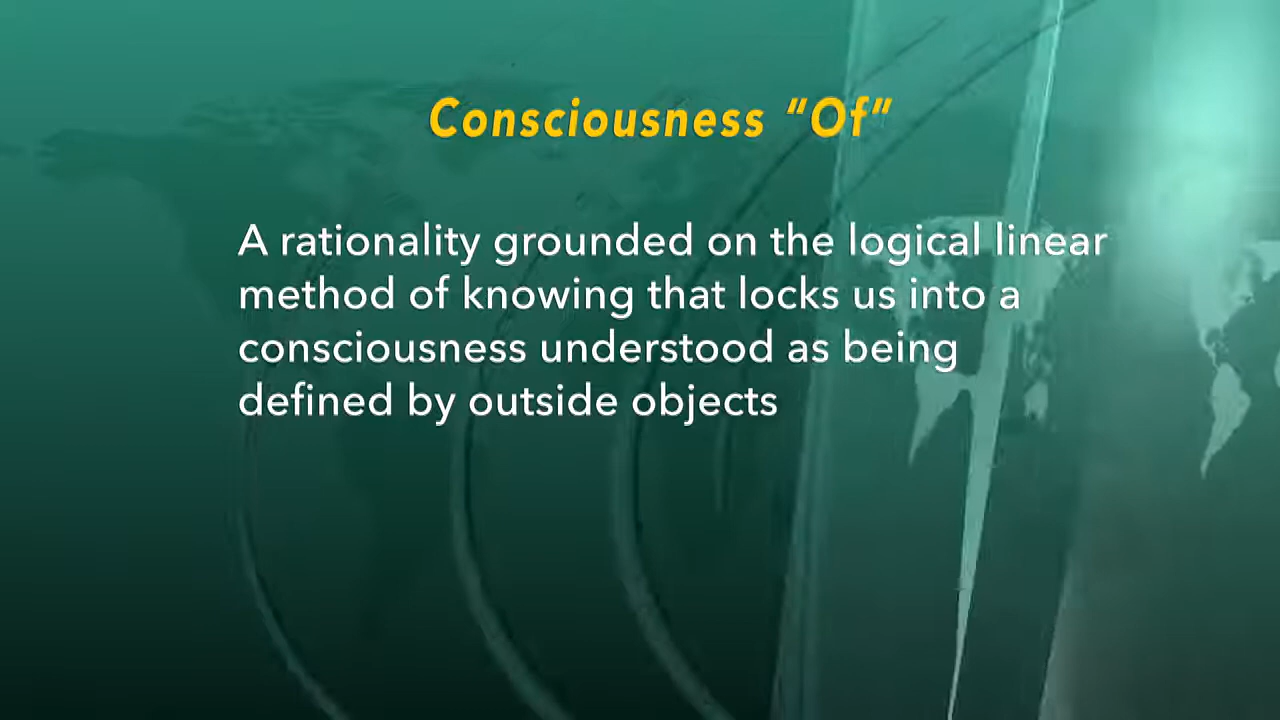 Consciousness “Of”
A rationality grounded on the logical linear
method of knowing that locks us into a
consciousness understood as being
defined by outside objects